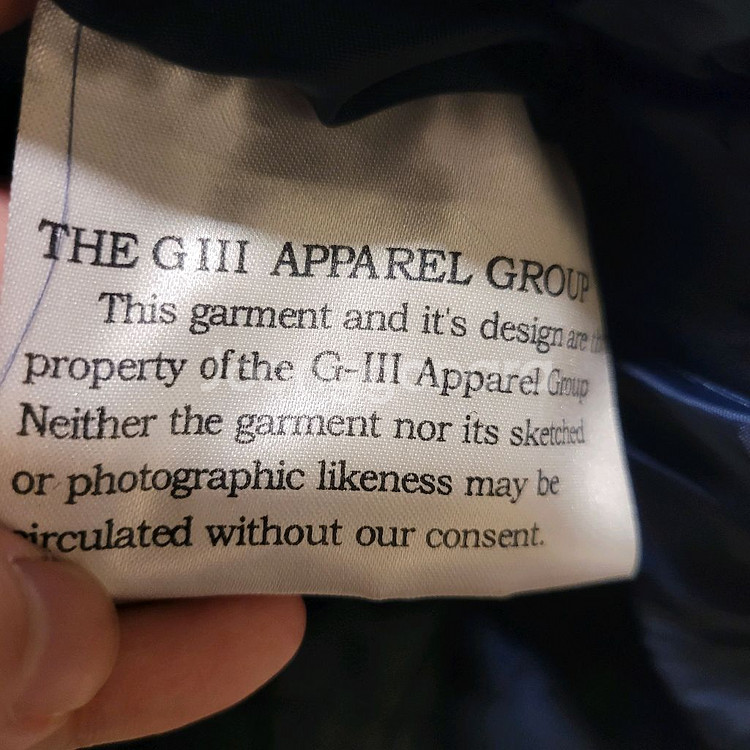 THE G III APPAREL GROUP
This garment and it's design are
property of the G-III Apparel Group
Neither the garment nor its sketched
or photographic likeness may be
circulated without our consent.